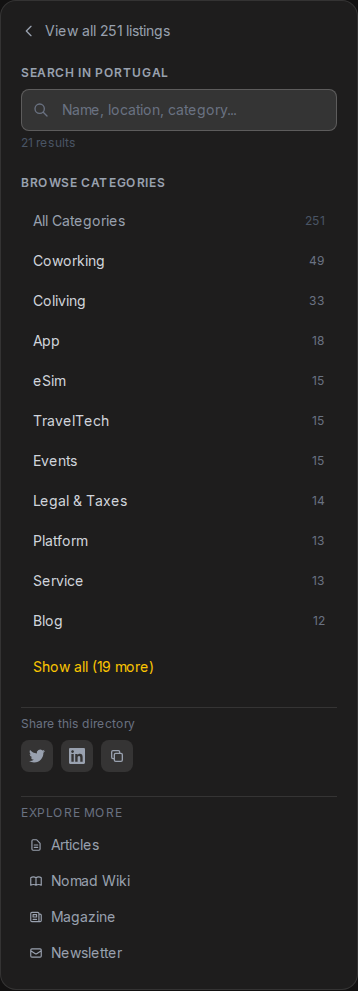 View all 251 listings
SEARCH IN PORTUGAL
Name, location, category...
21 results
BROWSE CATEGORIES
All Categories 251
Coworking 49
Coliving 33
App 18
eSim 15
TravelTech 15
Events 15
Legal & Taxes 14
Platform 13
Service 13
Blog 12
Show all (19 more)
Share this directory
EXPLORE MORE
Articles
Nomad Wiki
Magazine
Newsletter